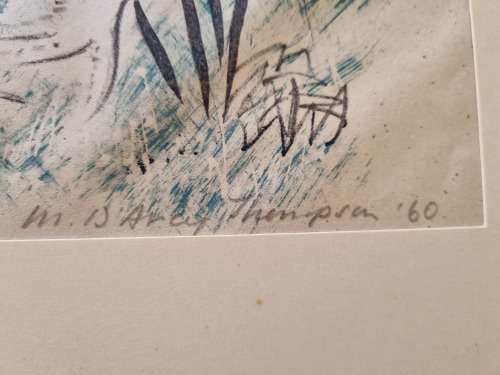 M. D'Arcy Thompson '60.